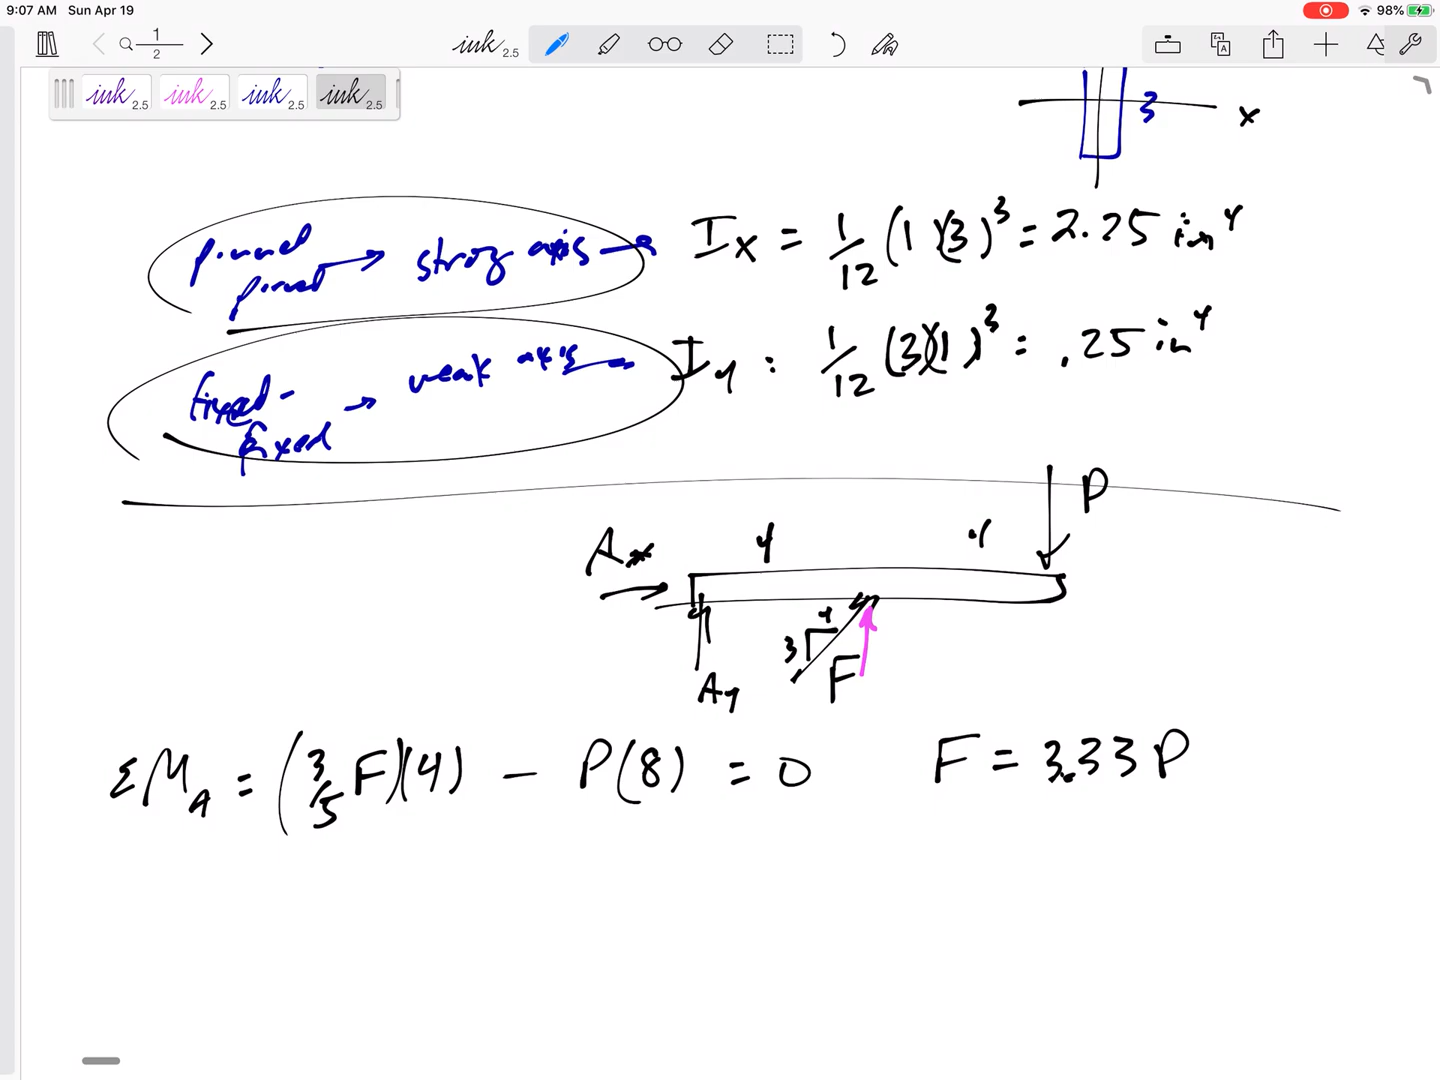 9:07 AM Sun Apr 19
98%
1
2
ink 2.5
ink 2.5 ink 2.5 ink 2.5 ink 2.5
3
x
pinned
pinned → strong axis → Ix = 1/12 (1)(3)³ = 2.25 in⁴
fixed-
fixed → weak axis → Iy = 1/12 (3)(1)³ = .25 in⁴
P
Ax
4 4
3 4
F
Ay
ΣMA = (3/5 F)(4) - P(8) = 0 F = 3.33 P